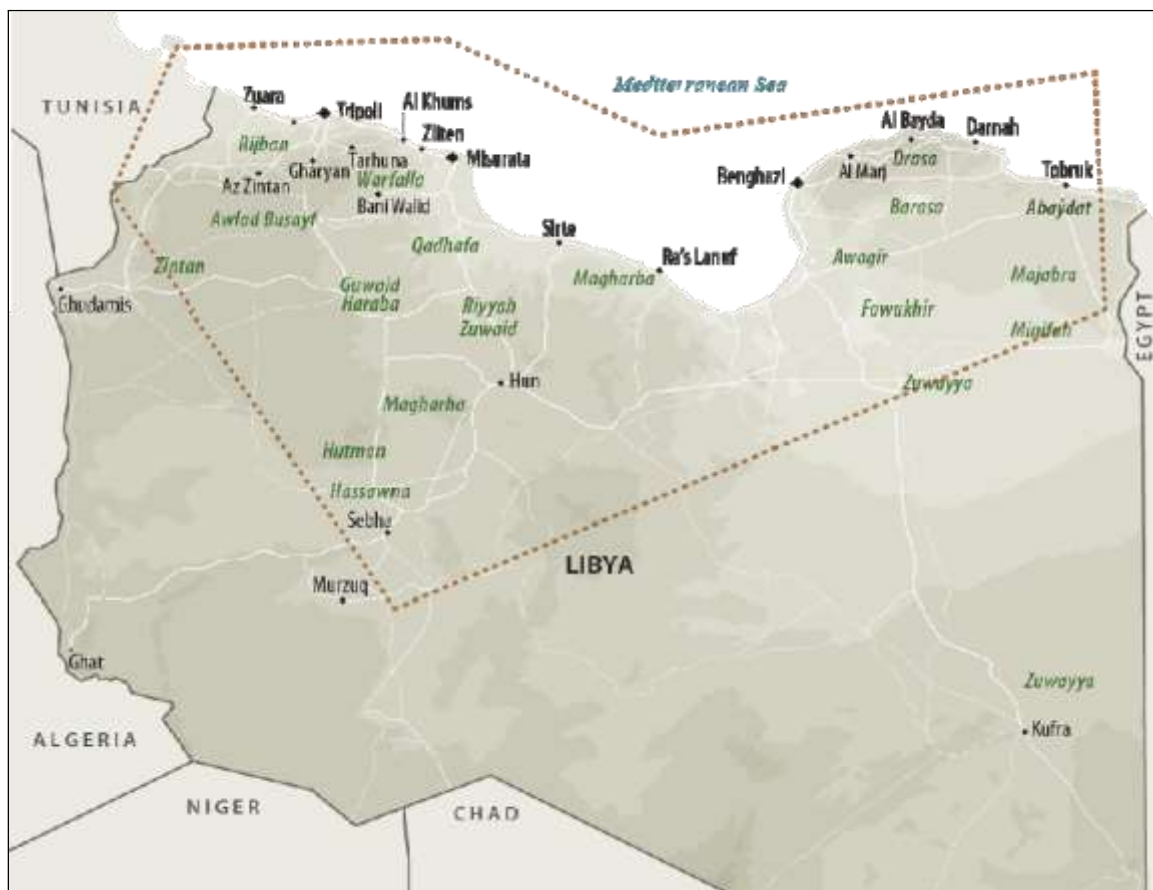 Mediterranean Sea
TUNISIA
Zuara
Tripoli
Al Khums
Zliten
Misurata
Rijban
Gharyan
Tarhuna
Warfalla
Az Zintan
Bani Walid
Awlad Busayf
Qadhafa
Sirte
Zintan
Ghudamis
Guwaid
Haraba
Riyyah
Zuwaid
Magharba
Ra's Lanuf
Benghazi
Al Bayda
Darnah
Al Marj
Drasa
Tobruk
Barasa
Abaydat
Awagir
Majabra
Fawakhir
EGYPT
Zuwayya
Hun
Magharba
Hutman
Hassawna
Sebha
LIBYA
Murzuq
Ghat
Zuwayya
Kufra
ALGERIA
NIGER
CHAD